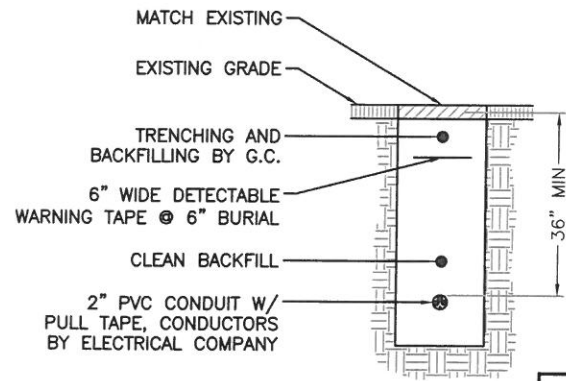 MATCH EXISTING
EXISTING GRADE
TRENCHING AND
BACKFILLING BY G.C.
6" WIDE DETECTABLE
WARNING TAPE @ 6" BURIAL
CLEAN BACKFILL
2" PVC CONDUIT W/
PULL TAPE, CONDUCTORS
BY ELECTRICAL COMPANY
36" MIN